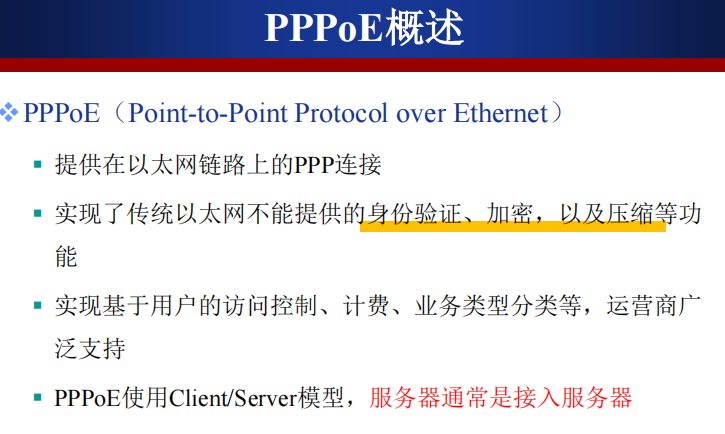 PPPoE概述
PPPoE（Point-to-Point Protocol over Ethernet）
提供在以太网链路上的PPP连接
实现了传统以太网不能提供的身份验证、加密，以及压缩等功
能
实现基于用户的访问控制、计费、业务类型分类等，运营商广
泛支持
PPPoE使用Client/Server模型，服务器通常是接入服务器